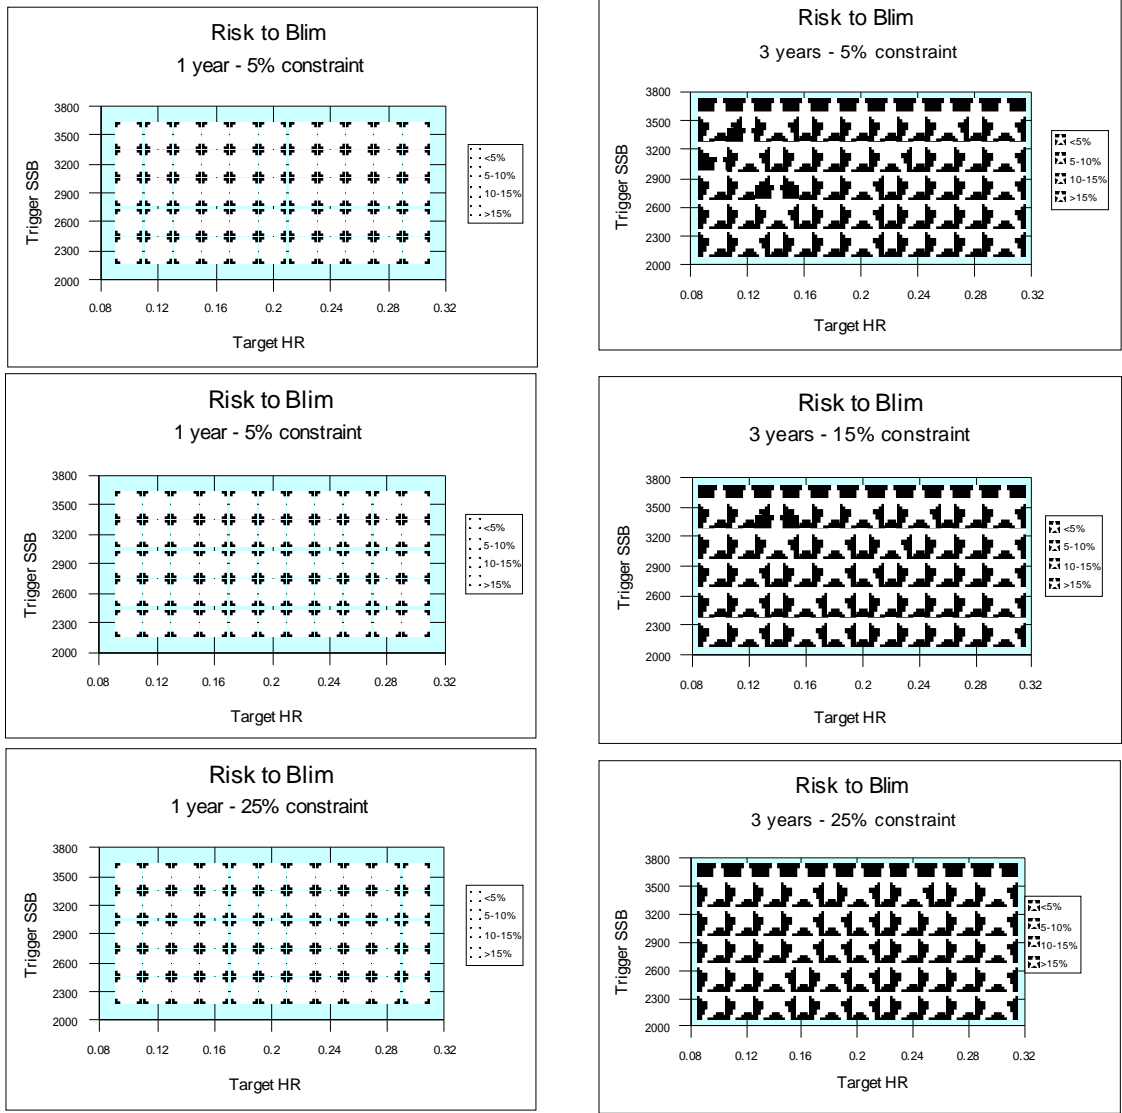 Risk to Blim
1 year - 5% constraint
3800
3500
3200
2900
2600
2300
2000
Trigger SSB
0.08 0.12 0.16 0.2 0.24 0.28 0.32
Target HR
<5%
5-10%
10-15%
>15%
Risk to Blim
3 years - 5% constraint
3800
3500
3200
2900
2600
2300
2000
Trigger SSB
0.08 0.12 0.16 0.2 0.24 0.28 0.32
Target HR
<5%
5-10%
10-15%
>15%
Risk to Blim
1 year - 5% constraint
3800
3500
3200
2900
2600
2300
2000
Trigger SSB
0.08 0.12 0.16 0.2 0.24 0.28 0.32
Target HR
<5%
5-10%
10-15%
>15%
Risk to Blim
3 years - 15% constraint
3800
3500
3200
2900
2600
2300
2000
Trigger SSB
0.08 0.12 0.16 0.2 0.24 0.28 0.32
Target HR
<5%
5-10%
10-15%
>15%
Risk to Blim
1 year - 25% constraint
3800
3500
3200
2900
2600
2300
2000
Trigger SSB
0.08 0.12 0.16 0.2 0.24 0.28 0.32
Target HR
<5%
5-10%
10-15%
>15%
Risk to Blim
3 years - 25% constraint
3800
3500
3200
2900
2600
2300
2000
Trigger SSB
0.08 0.12 0.16 0.2 0.24 0.28 0.32
Target HR
<5%
5-10%
10-15%
>15%